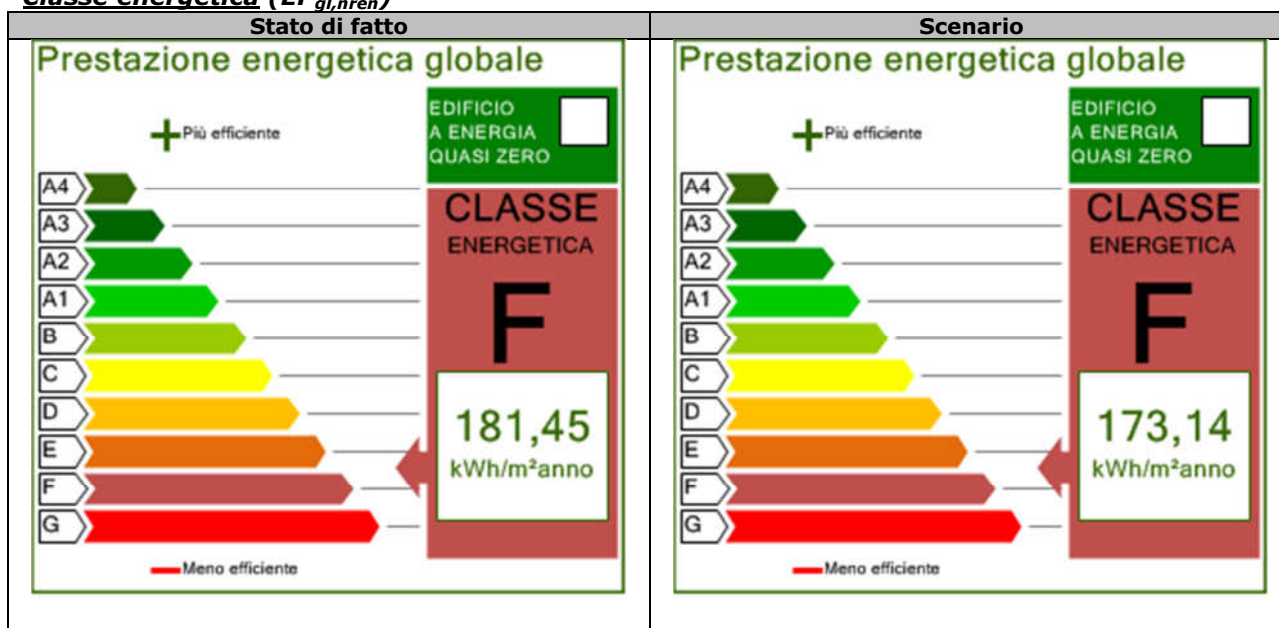 Classe energetica (EP gl,nren)
Stato di fatto
Scenario
Prestazione energetica globale
EDIFICIO
A ENERGIA
QUASI ZERO
Più efficiente
A4
A3
A2
A1
B
C
D
E
F
G
CLASSE
ENERGETICA
F
181,45
kWh/m²anno
Meno efficiente
Prestazione energetica globale
EDIFICIO
A ENERGIA
QUASI ZERO
Più efficiente
A4
A3
A2
A1
B
C
D
E
F
G
CLASSE
ENERGETICA
F
173,14
kWh/m²anno
Meno efficiente